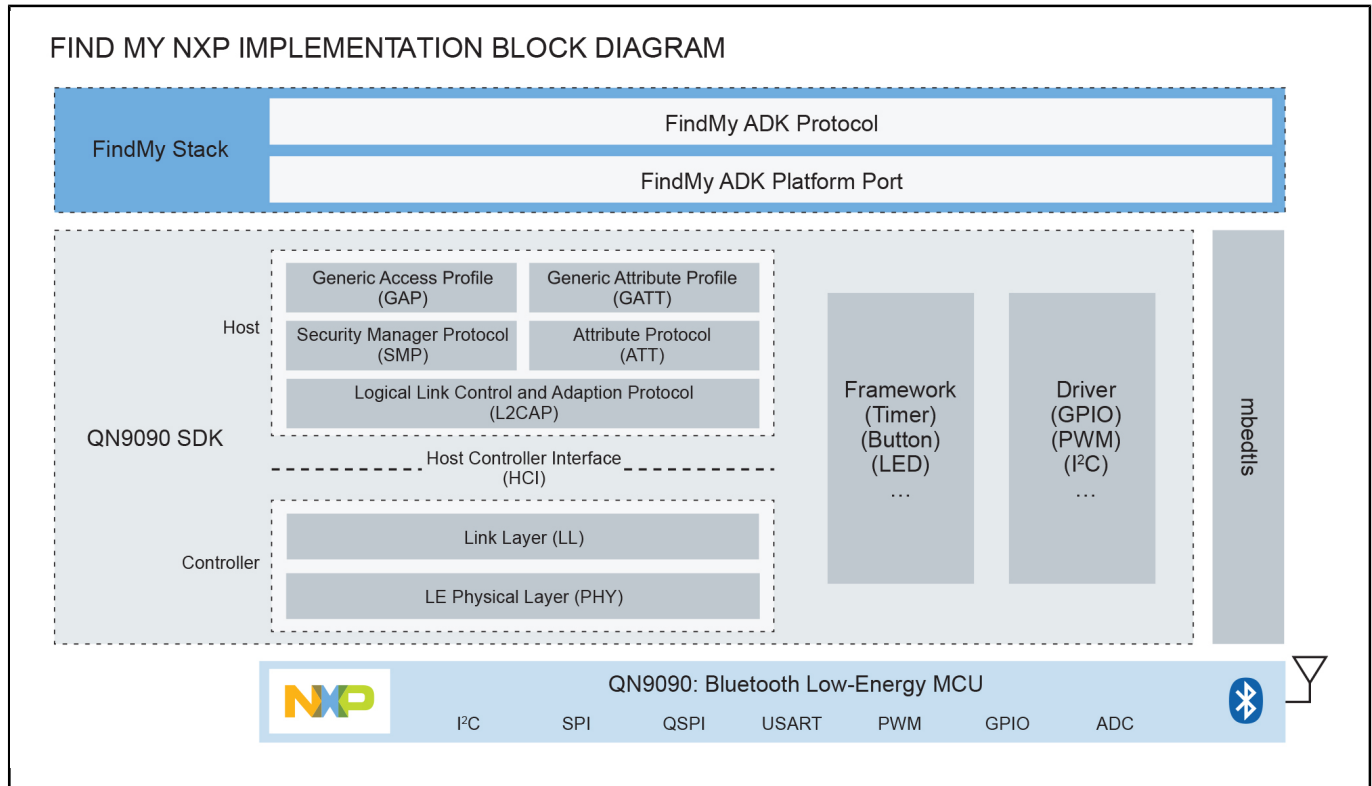 FIND MY NXP IMPLEMENTATION BLOCK DIAGRAM
FindMy Stack
FindMy ADK Protocol
FindMy ADK Platform Port
QN9090 SDK
Host
Generic Access Profile
(GAP)
Generic Attribute Profile
(GATT)
Security Manager Protocol
(SMP)
Attribute Protocol
(ATT)
Logical Link Control and Adaption Protocol
(L2CAP)
Host Controller Interface
(HCI)
Controller
Link Layer (LL)
LE Physical Layer (PHY)
Framework
(Timer)
(Button)
(LED)
...
Driver
(GPIO)
(PWM)
(I²C)
...
mbedtls
NXP
QN9090: Bluetooth Low-Energy MCU
I²C SPI QSPI USART PWM GPIO ADC